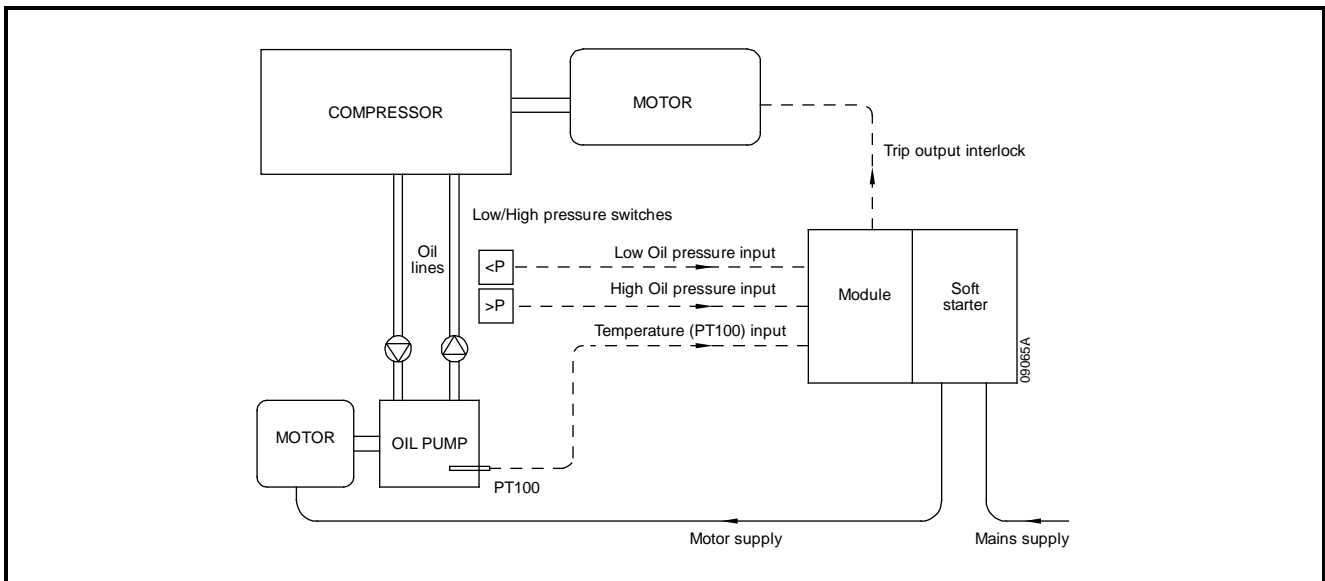 COMPRESSOR
MOTOR
Trip output interlock
Low/High pressure switches
Oil
lines
<P
Low Oil pressure input
>P
High Oil pressure input
Temperature (PT100) input
Module
Soft
starter
09065A
MOTOR
OIL PUMP
PT100
Motor supply
Mains supply